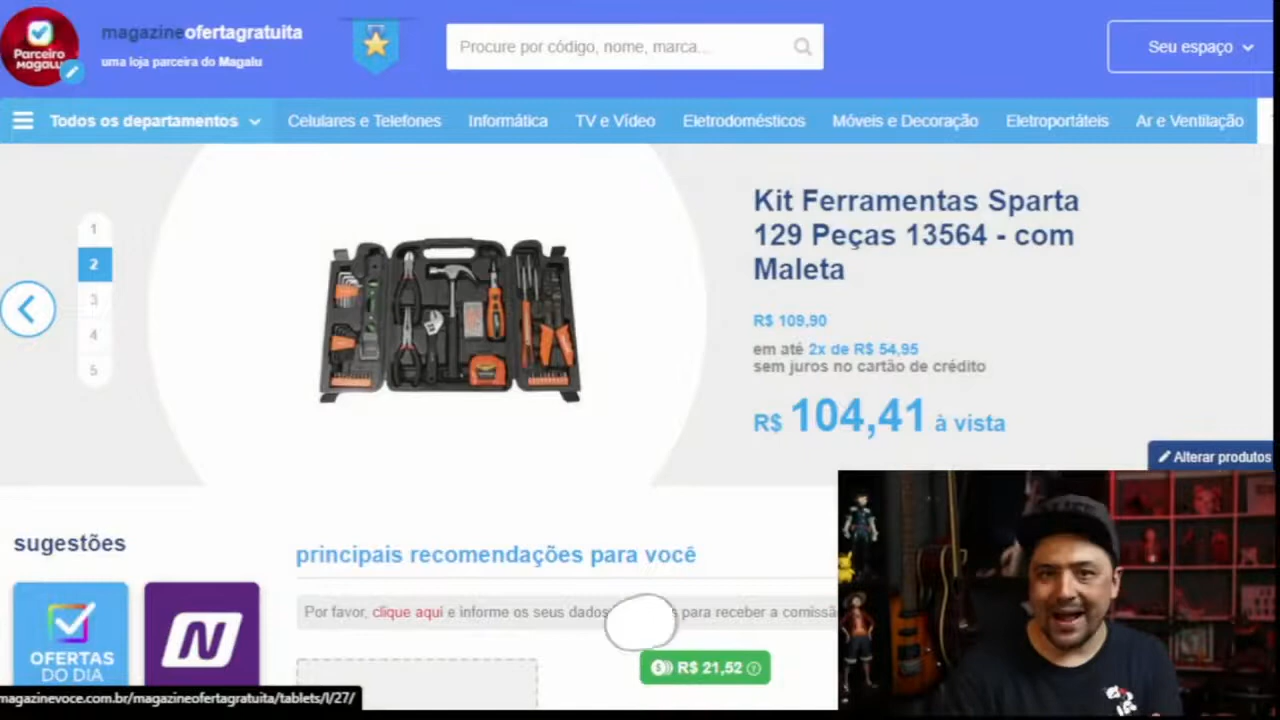 Parceiro
Magalu
magazineofertagratuita
uma loja parceira do Magalu
Procure por código, nome, marca...
Seu espaço
Todos os departamentos
Celulares e Telefones
Informática
TV e Vídeo
Eletrodomésticos
Móveis e Decoração
Eletroportáteis
Ar e Ventilação
1
2
3
4
5
Kit Ferramentas Sparta
129 Peças 13564 - com
Maleta
R$ 109,90
em até 2x de R$ 54,95
sem juros no cartão de crédito
R$ 104,41 à vista
Alterar produtos
sugestões
OFERTAS
DO DIA
N
principais recomendações para você
Por favor, clique aqui e informe os seus dados para receber a comissã
R$ 21,52
magazinevoce.com.br/magazineofertagratuita/tablets/l/27/